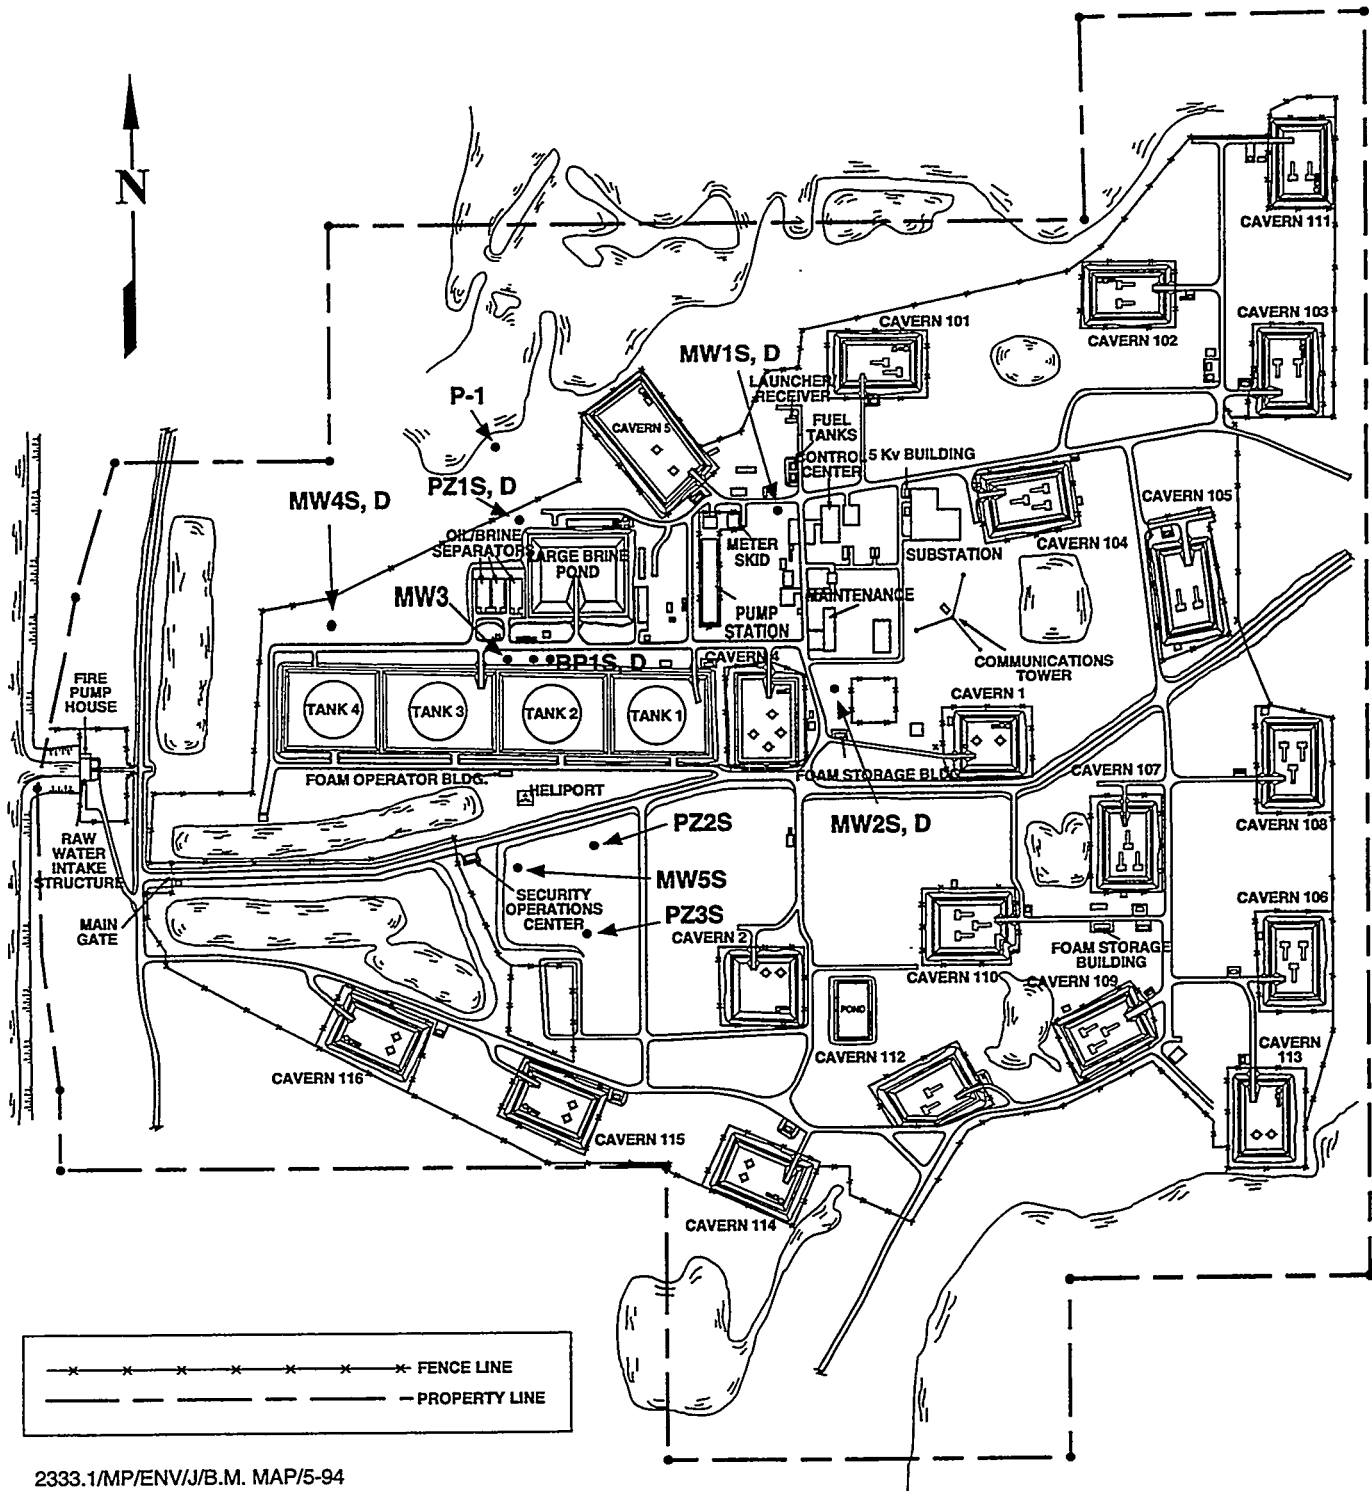 N
CAVERN 111
CAVERN 101
CAVERN 102
CAVERN 103
MW1S, D
LAUNCHER/
RECEIVER
P-1
CAVERN 5
FUEL
TANKS
CONTROL
CENTER
5 Kv BUILDING
PZ1S, D
MW4S, D
CAVERN 105
OIL/BRINE
SEPARATORS
LARGE BRINE
POND
METER
SKID
SUBSTATION
CAVERN 104
MW3
MAINTENANCE
PUMP
STATION
BP1S, D
CAVERN 4
COMMUNICATIONS
TOWER
FIRE
PUMP
HOUSE
TANK 4
TANK 3
TANK 2
TANK 1
CAVERN 1
FOAM OPERATOR BLDG.
FOAM STORAGE BLDG.
CAVERN 107
HELIPORT
PZ2S
MW2S, D
CAVERN 108
RAW
WATER
INTAKE
STRUCTURE
MW5S
SECURITY
OPERATIONS
CENTER
MAIN
GATE
PZ3S
CAVERN 2
CAVERN 106
FOAM STORAGE
BUILDING
CAVERN 110
CAVERN 109
POND
CAVERN 112
CAVERN
113
CAVERN 116
CAVERN 115
CAVERN 114
FENCE LINE
PROPERTY LINE
2333.1/MP/ENV/J/B.M. MAP/5-94